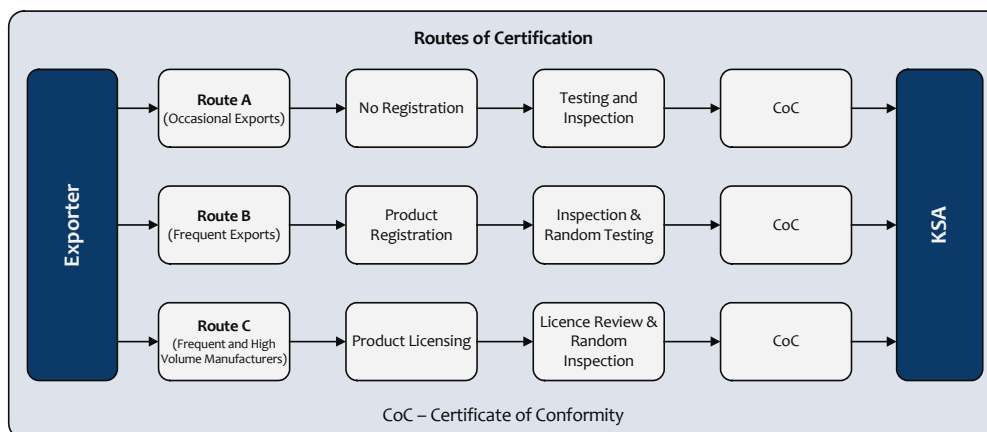 Routes of Certification
Exporter
Route A
(Occasional Exports)
No Registration
Testing and
Inspection
CoC
Route B
(Frequent Exports)
Product
Registration
Inspection &
Random Testing
CoC
Route C
(Frequent and High
Volume Manufacturers)
Product Licensing
Licence Review &
Random
Inspection
CoC
KSA
CoC – Certificate of Conformity